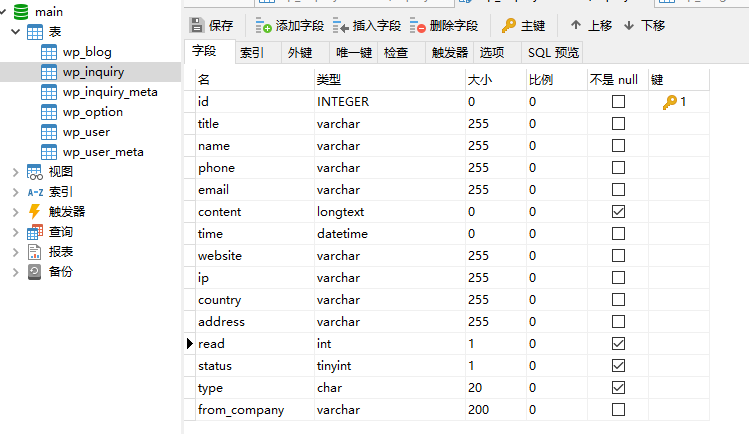 main
表
wp_blog
wp_inquiry
wp_inquiry_meta
wp_option
wp_user
wp_user_meta
视图
A-Z 索引
触发器
查询
报表
备份
保存 添加字段 插入字段 删除字段 主键 上移 下移
字段 索引 外键 唯一键 检查 触发器 选项 SQL 预览
名 类型 大小 比例 不是 null 键
id INTEGER 0 0 1
title varchar 255 0
name varchar 255 0
phone varchar 255 0
email varchar 255 0
content longtext 0 0
time datetime 0 0
website varchar 255 0
ip varchar 255 0
country varchar 255 0
address varchar 255 0
read int 1 0
status tinyint 1 0
type char 20 0
from_company varchar 200 0